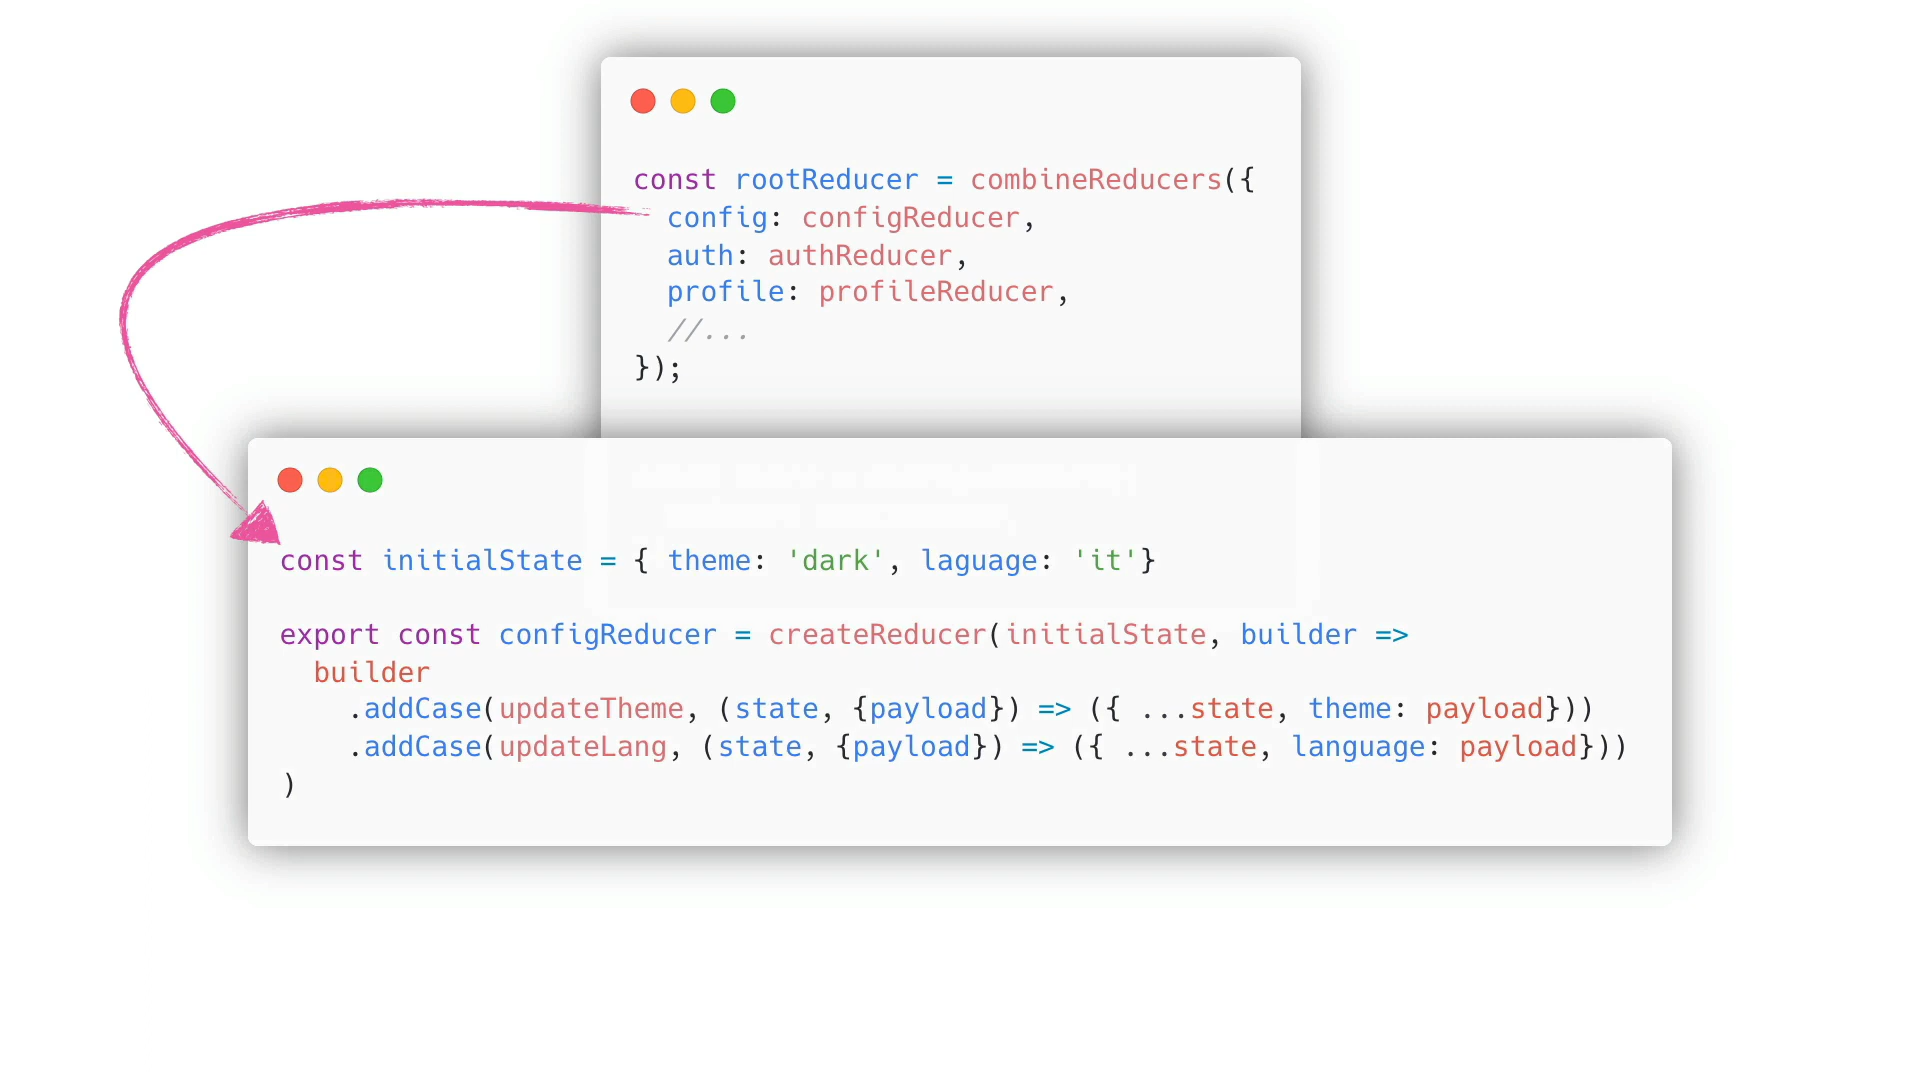 const rootReducer = combineReducers({
  config: configReducer,
  auth: authReducer,
  profile: profileReducer,
  //...
});
const initialState = { theme: 'dark', laguage: 'it'}
export const configReducer = createReducer(initialState, builder =>
  builder
    .addCase(updateTheme, (state, {payload}) => ({ ...state, theme: payload}))
    .addCase(updateLang, (state, {payload}) => ({ ...state, language: payload}))
)